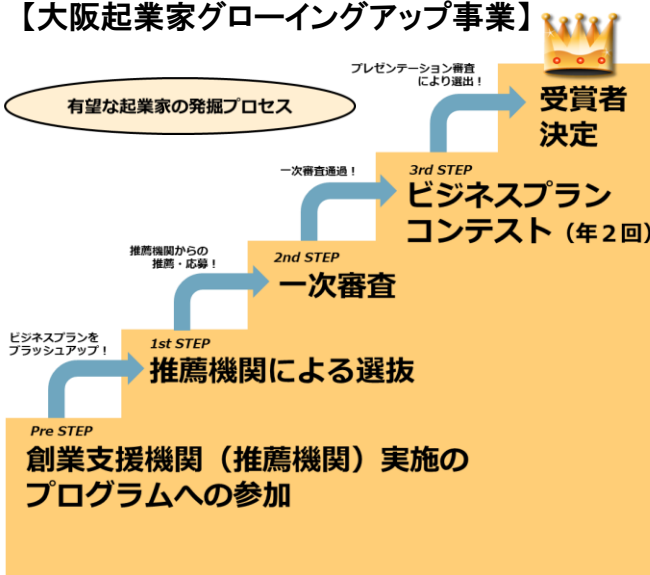 【大阪起業家グローイングアップ事業】
有望な起業家の発掘プロセス
プレゼンテーション審査
により選出！
受賞者
決定
一次審査通過！
3rd STEP
ビジネスプラン
コンテスト（年２回）
推薦機関からの
推薦・応募！
2nd STEP
一次審査
ビジネスプランを
ブラッシュアップ！
1st STEP
推薦機関による選抜
Pre STEP
創業支援機関（推薦機関）実施の
プログラムへの参加